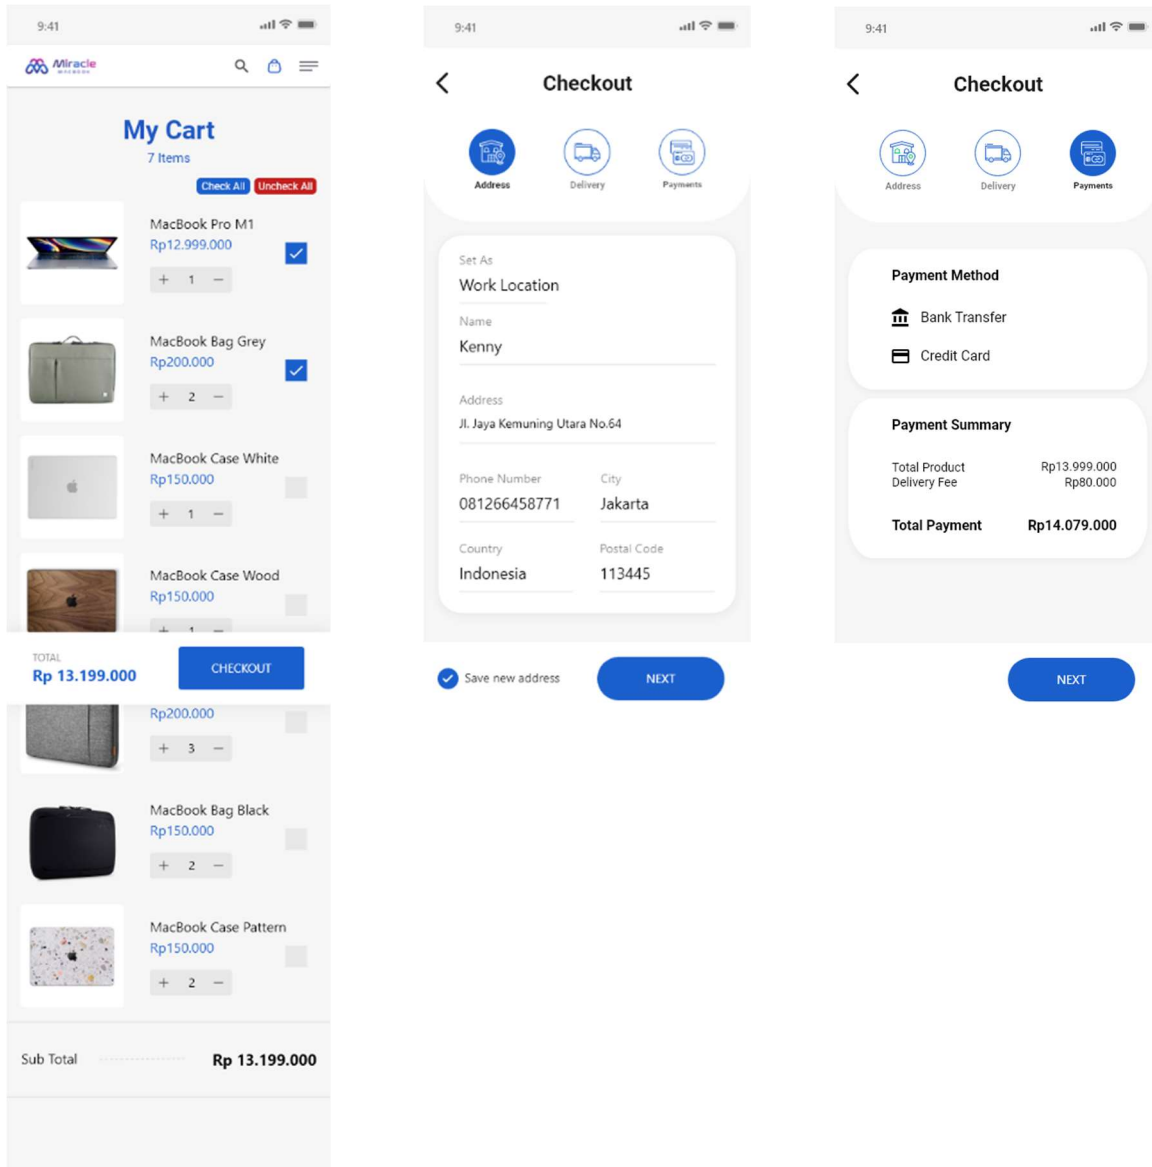 9:41
Miracle
MACBOOK
My Cart
7 Items
Check All Uncheck All
MacBook Pro M1
Rp12.999.000
+ 1 −
MacBook Bag Grey
Rp200.000
+ 2 −
MacBook Case White
Rp150.000
+ 1 −
MacBook Case Wood
Rp150.000
+ 1 −
TOTAL
Rp 13.199.000
CHECKOUT
Rp200.000
+ 3 −
MacBook Bag Black
Rp150.000
+ 2 −
MacBook Case Pattern
Rp150.000
+ 2 −
Sub Total Rp 13.199.000
9:41
Checkout
Address Delivery Payments
Set As
Work Location
Name
Kenny
Address
Jl. Jaya Kemuning Utara No.64
Phone Number City
081266458771 Jakarta
Country Postal Code
Indonesia 113445
Save new address NEXT
9:41
Checkout
Address Delivery Payments
Payment Method
Bank Transfer
Credit Card
Payment Summary
Total Product Rp13.999.000
Delivery Fee Rp80.000
Total Payment Rp14.079.000
NEXT